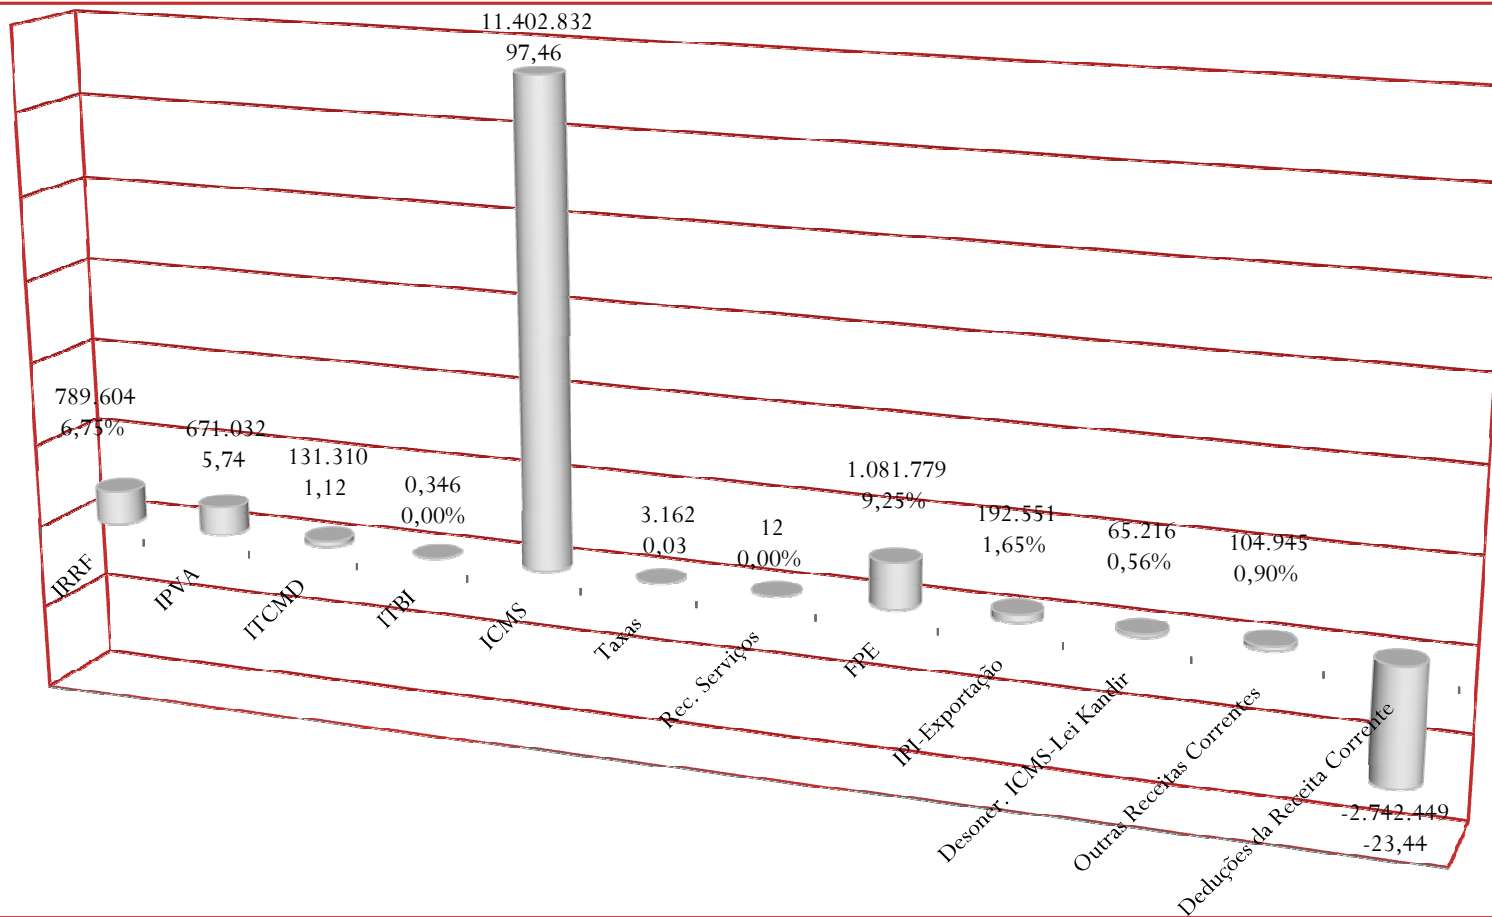 11.402.832
97,46
789.604
6,75%
671.032
5,74
131.310
1,12
0,346
0,00%
3.162
0,03
12
0,00%
1.081.779
9,25%
192.551
1,65%
65.216
0,56%
104.945
0,90%
-2.742.449
-23,44
IRRF
IPVA
ITCMD
ITBI
ICMS
Taxas
Rec. Serviços
FPE
IPI-Exportação
Desoner. ICMS-Lei Kandir
Outras Receitas Correntes
Deduções da Receita Corrente